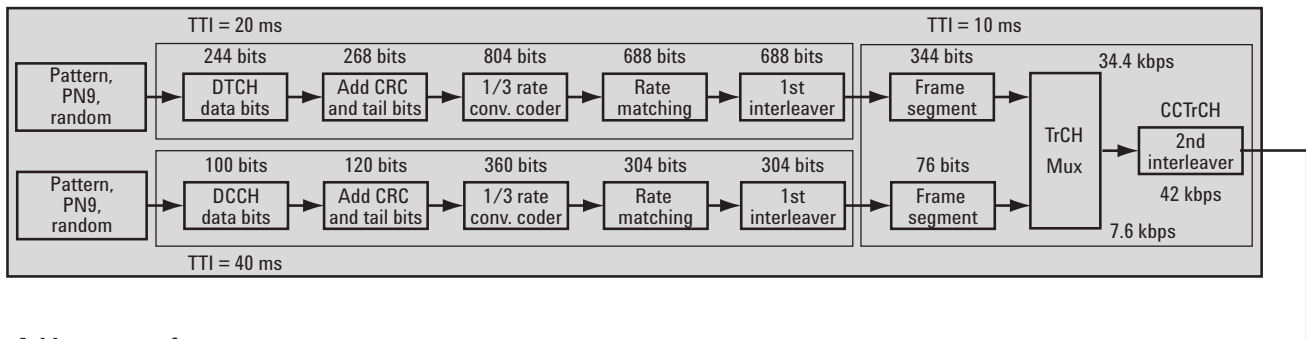 TTI = 20 ms
TTI = 10 ms
244 bits
268 bits
804 bits
688 bits
688 bits
344 bits
34.4 kbps
Pattern,
PN9,
random
DTCH
data bits
Add CRC
and tail bits
1/3 rate
conv. coder
Rate
matching
1st
interleaver
Frame
segment
TrCH
Mux
CCTrCH
2nd
interleaver
42 kbps
100 bits
120 bits
360 bits
304 bits
304 bits
76 bits
Pattern,
PN9,
random
DCCH
data bits
Add CRC
and tail bits
1/3 rate
conv. coder
Rate
matching
1st
interleaver
Frame
segment
7.6 kbps
TTI = 40 ms